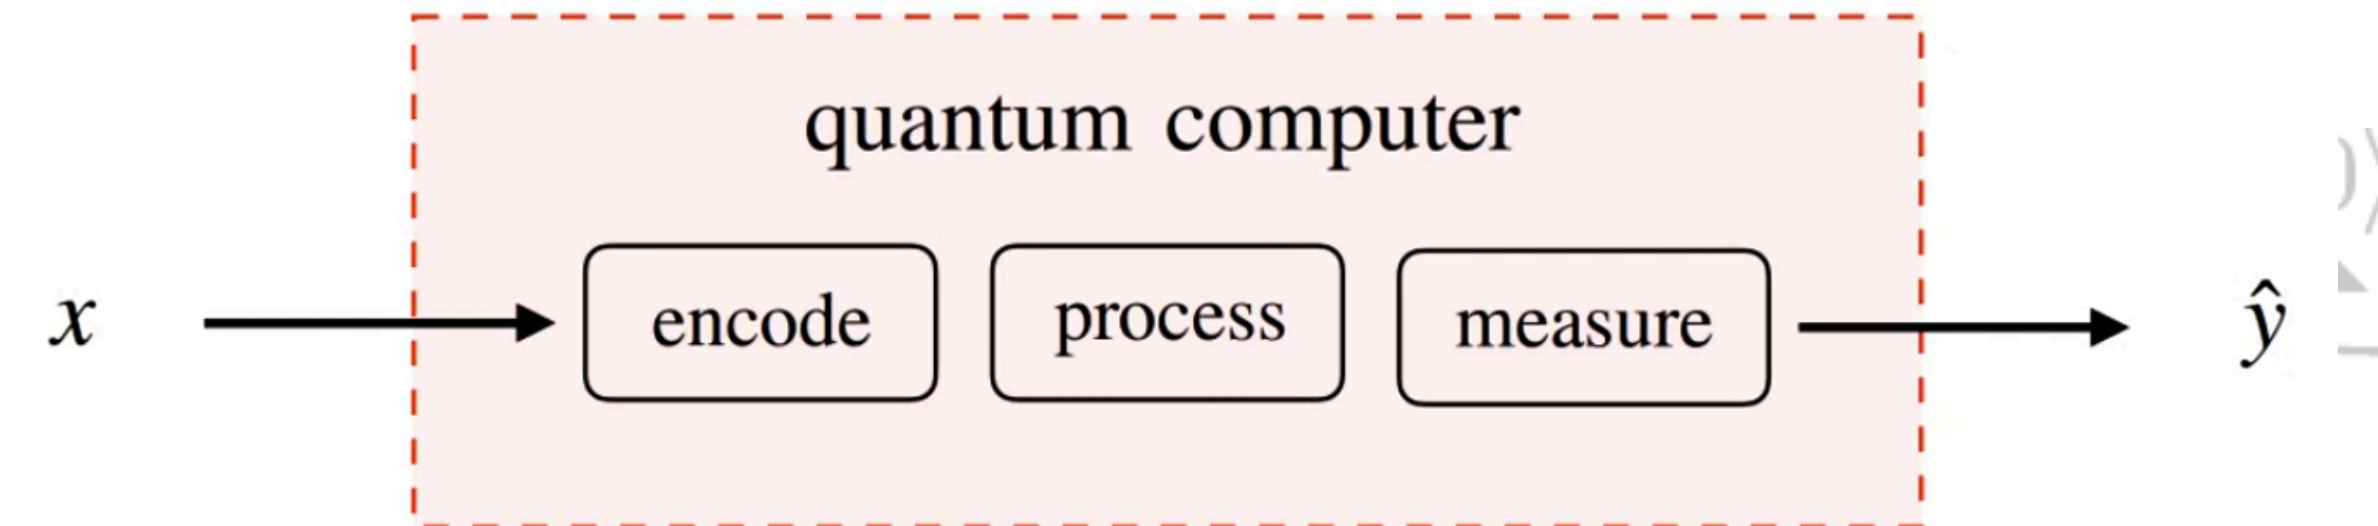 quantum computer
x encode process measure ŷ